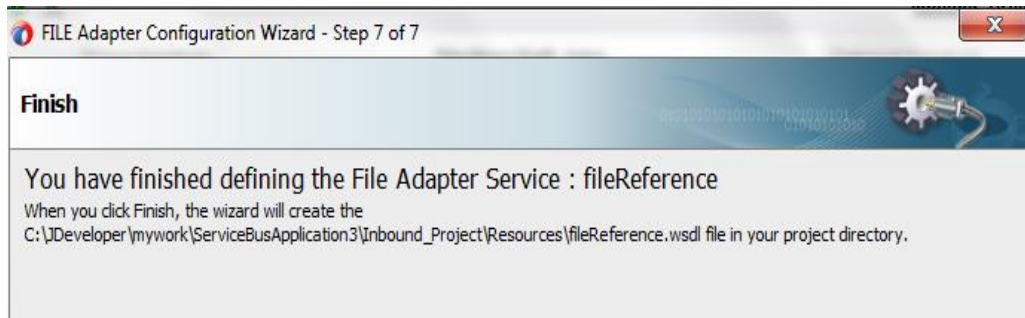 FILE Adapter Configuration Wizard - Step 7 of 7
Finish
You have finished defining the File Adapter Service : fileReference
When you click Finish, the wizard will create the
C:\JDeveloper\mywork\ServiceBusApplication3\Inbound_Project\Resources\fileReference.wsdl file in your project directory.